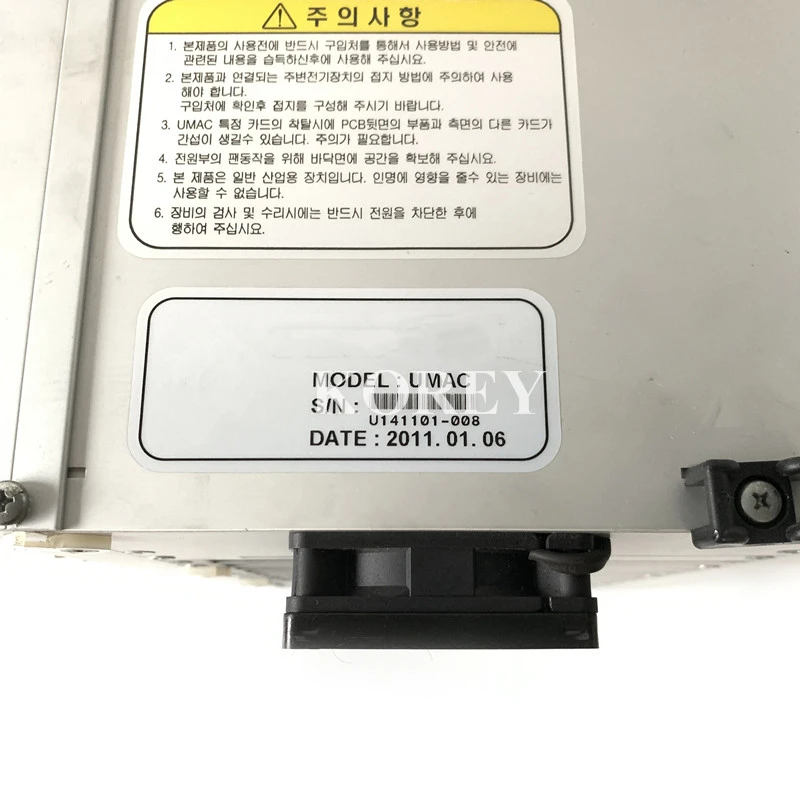 주의사항
1. 본제품의 사용전에 반드시 구입처를 통해서 사용방법 및 안전에
관련된 내용을 습득하신후에 사용해 주십시요.
2. 본제품과 연결되는 주변전기장치의 접지 방법에 주의하여 사용
해야 합니다.
구입처에 확인후 접지를 구성해 주시기 바랍니다.
3. UMAC 특정 카드의 착탈시에 PCB뒷면의 부품과 측면의 다른 카드가
간섭이 생길수 있습니다. 주의가 필요합니다.
4. 전원부의 팬동작을 위해 바닥면에 공간을 확보해 주십시요.
5. 본 제품은 일반 산업용 장치입니다. 인명에 영향을 줄수 있는 장비에는
사용할 수 없습니다.
6. 장비의 검사 및 수리시에는 반드시 전원을 차단한 후에
행하여 주십시요.
MODEL : UMAC
KOREY
S/N :
U141101-008
DATE : 2011. 01. 06